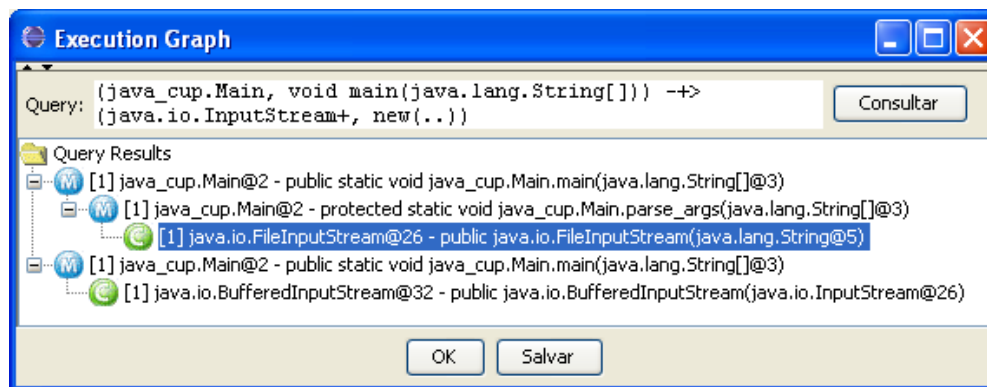 Execution Graph
Query:
(java_cup.Main, void main(java.lang.String[])) -+>
(java.io.InputStream+, new(..))
Consultar
Query Results
M [1] java_cup.Main@2 - public static void java_cup.Main.main(java.lang.String[]@3)
M [1] java_cup.Main@2 - protected static void java_cup.Main.parse_args(java.lang.String[]@3)
C [1] java.io.FileInputStream@26 - public java.io.FileInputStream(java.lang.String@5)
M [1] java_cup.Main@2 - public static void java_cup.Main.main(java.lang.String[]@3)
C [1] java.io.BufferedInputStream@32 - public java.io.BufferedInputStream(java.io.InputStream@26)
OK Salvar